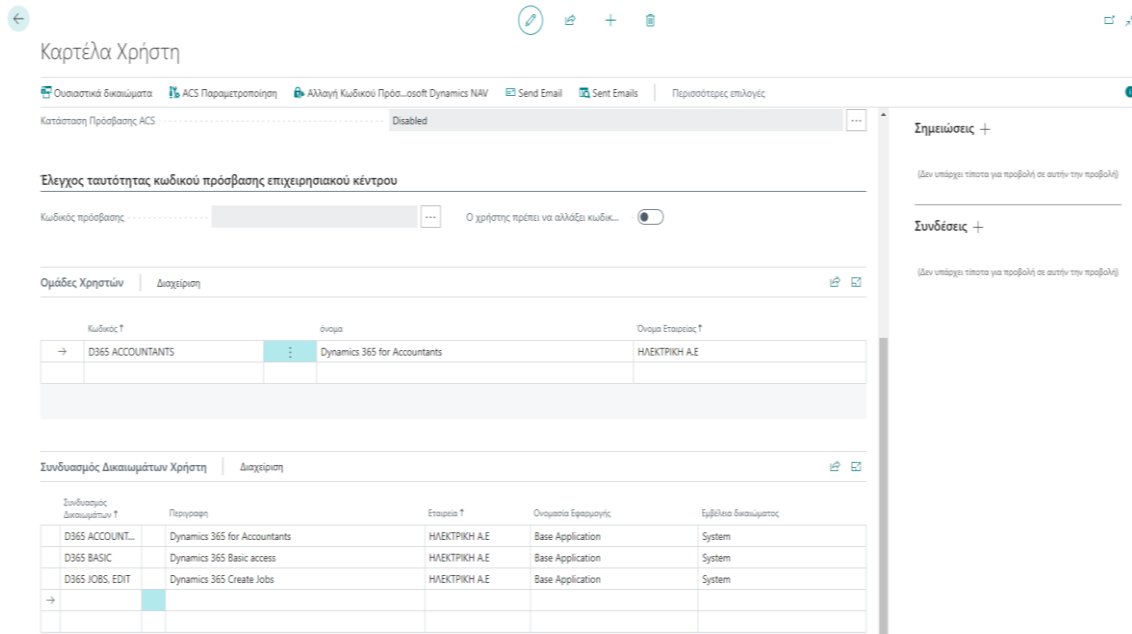 Καρτέλα Χρήστη
Ουσιαστικά δικαιώματα ACS Παραμετροποίηση Αλλαγή Κωδικού Πρόσ...osoft Dynamics NAV Send Email Sent Emails Περισσότερες επιλογές
Κατάσταση Πρόσβασης ACS Disabled
Έλεγχος ταυτότητας κωδικού πρόσβασης επιχειρησιακού κέντρου
Κωδικός πρόσβασης Ο χρήστης πρέπει να αλλάξει κωδικ...
Ομάδες Χρηστών Διαχείριση
Κωδικός ↑ όνομα Όνομα Εταιρείας ↑
D365 ACCOUNTANTS Dynamics 365 for Accountants ΗΛΕΚΤΡΙΚΗ Α.Ε
Συνδυασμός Δικαιωμάτων Χρήστη Διαχείριση
Συνδυασμός
Δικαιωμάτων ↑ Περιγραφη Εταιρεία ↑ Ονομασία Εφαρμογής Εμβέλεια δικαιώματος
D365 ACCOUNT... Dynamics 365 for Accountants ΗΛΕΚΤΡΙΚΗ Α.Ε Base Application System
D365 BASIC Dynamics 365 Basic access ΗΛΕΚΤΡΙΚΗ Α.Ε Base Application System
D365 JOBS, EDIT Dynamics 365 Create Jobs ΗΛΕΚΤΡΙΚΗ Α.Ε Base Application System
Σημειώσεις +
(Δεν υπάρχει τίποτα για προβολή σε αυτήν την προβολή)
Συνδέσεις +
(Δεν υπάρχει τίποτα για προβολή σε αυτήν την προβολή)